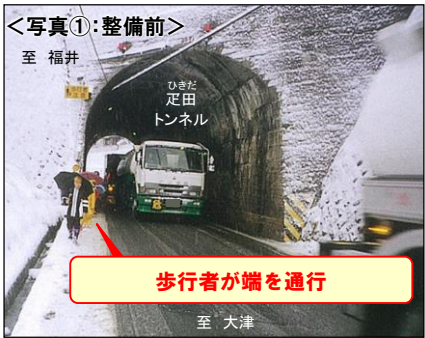 ＜写真①：整備前＞
至 福井
ひきだ
疋田
トンネル
歩行者が端を通行
至 大津